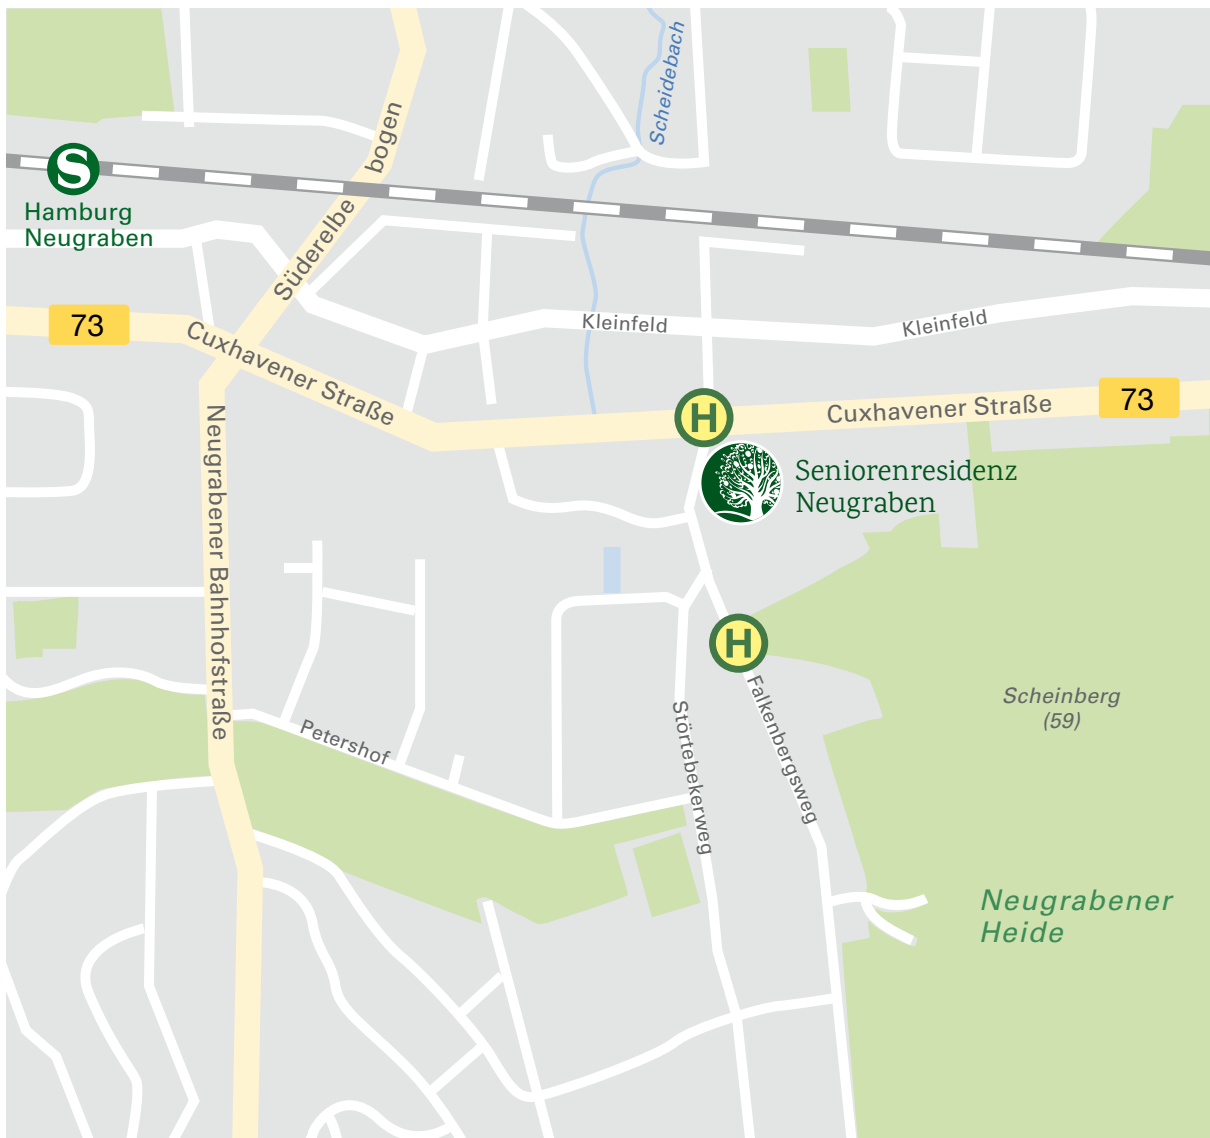 Scheidebach
bogen
S
Hamburg
Neugraben
Süderelbe
73
Cuxhavener Straße
Kleinfeld
Kleinfeld
H
Cuxhavener Straße
73
Seniorenresidenz
Neugraben
Neugrabener Bahnhofstraße
H
Scheinberg
(59)
Petershof
Störtebekerweg
Falkenbergsweg
Neugrabener
Heide